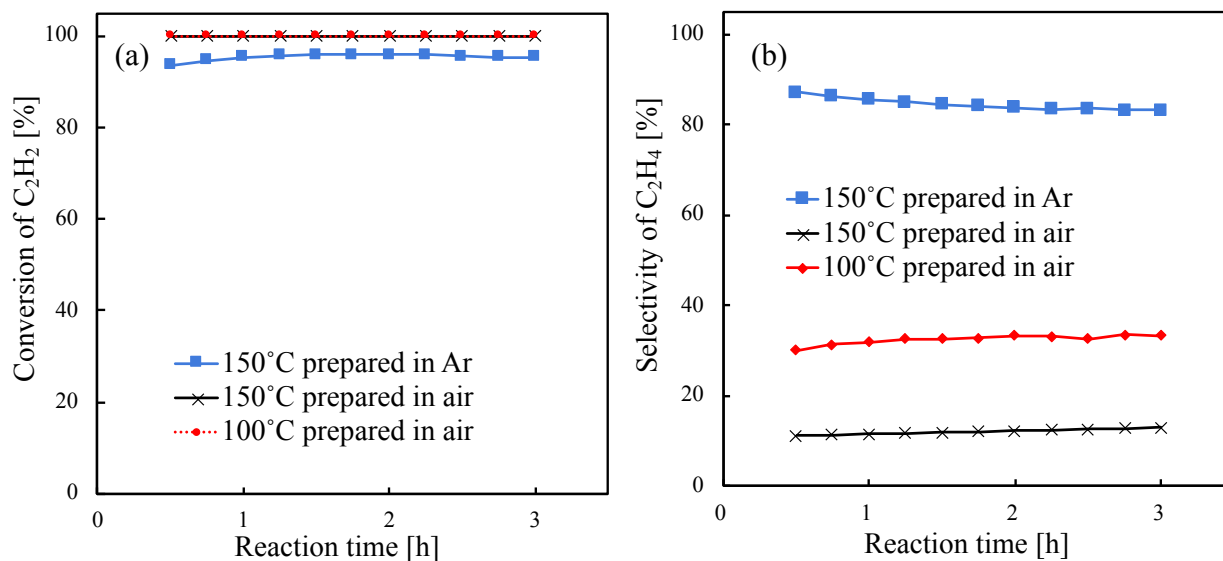 (a)
Conversion of C₂H₂ [%]
100
80
60
40
20
0
150˚C prepared in Ar
150˚C prepared in air
100˚C prepared in air
0 1 2 3
Reaction time [h]
(b)
Selectivity of C₂H₄ [%]
100
80
60
40
20
0
150˚C prepared in Ar
150˚C prepared in air
100˚C prepared in air
0 1 2 3
Reaction time [h]